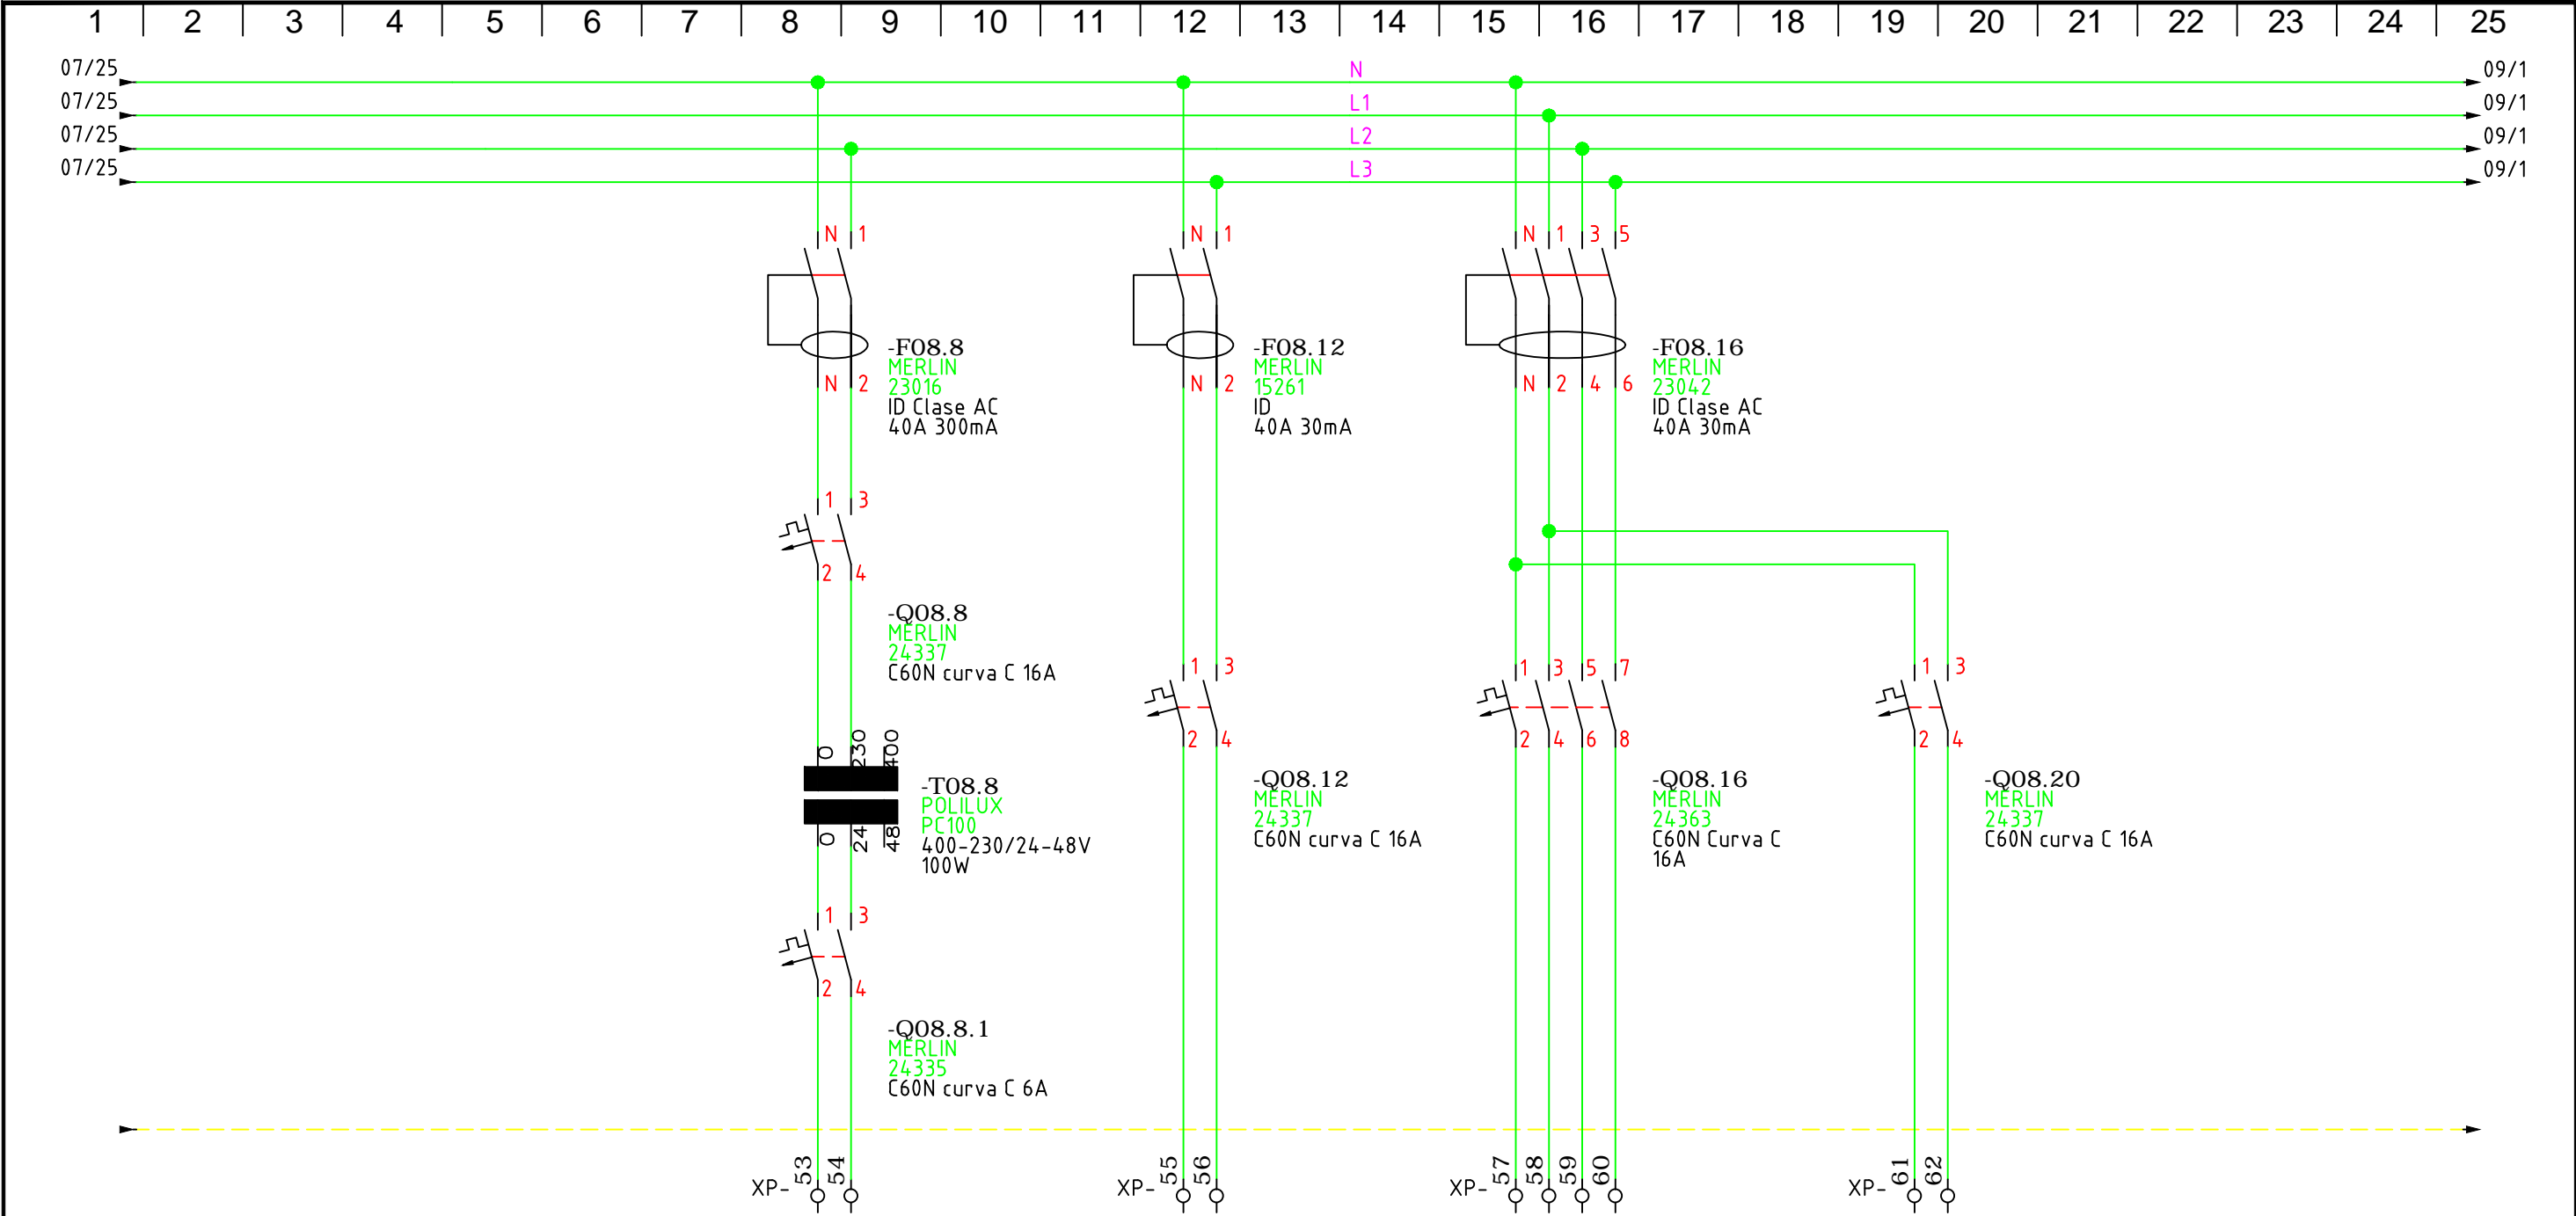 1 2 3 4 5 6 7 8 9 10 11 12 13 14 15 16 17 18 19 20 21 22 23 24 25
07/25 N 09/1
07/25 L1 09/1
07/25 L2 09/1
07/25 L3 09/1
N 1 N 1 N 1 3 5
-F08.8
MERLIN
23016
ID Clase AC
40A 300mA
N 2
-F08.12
MERLIN
15261
ID
40A 30mA
N 2
-F08.16
MERLIN
23042
ID Clase AC
40A 30mA
N 2 4 6
1 3
2 4
-Q08.8
MERLIN
24337
C60N curva C 16A
0 230 400
-T08.8
POLILUX
PC100
400-230/24-48V
100W
0 24 48
1 3
2 4
-Q08.8.1
MERLIN
24335
C60N curva C 6A
1 3
2 4
-Q08.12
MERLIN
24337
C60N curva C 16A
1 3 5 7
2 4 6 8
-Q08.16
MERLIN
24363
C60N Curva C
16A
1 3
2 4
-Q08.20
MERLIN
24337
C60N curva C 16A
XP- 53 54
XP- 55 56
XP- 57 58 59 60
XP- 61 62